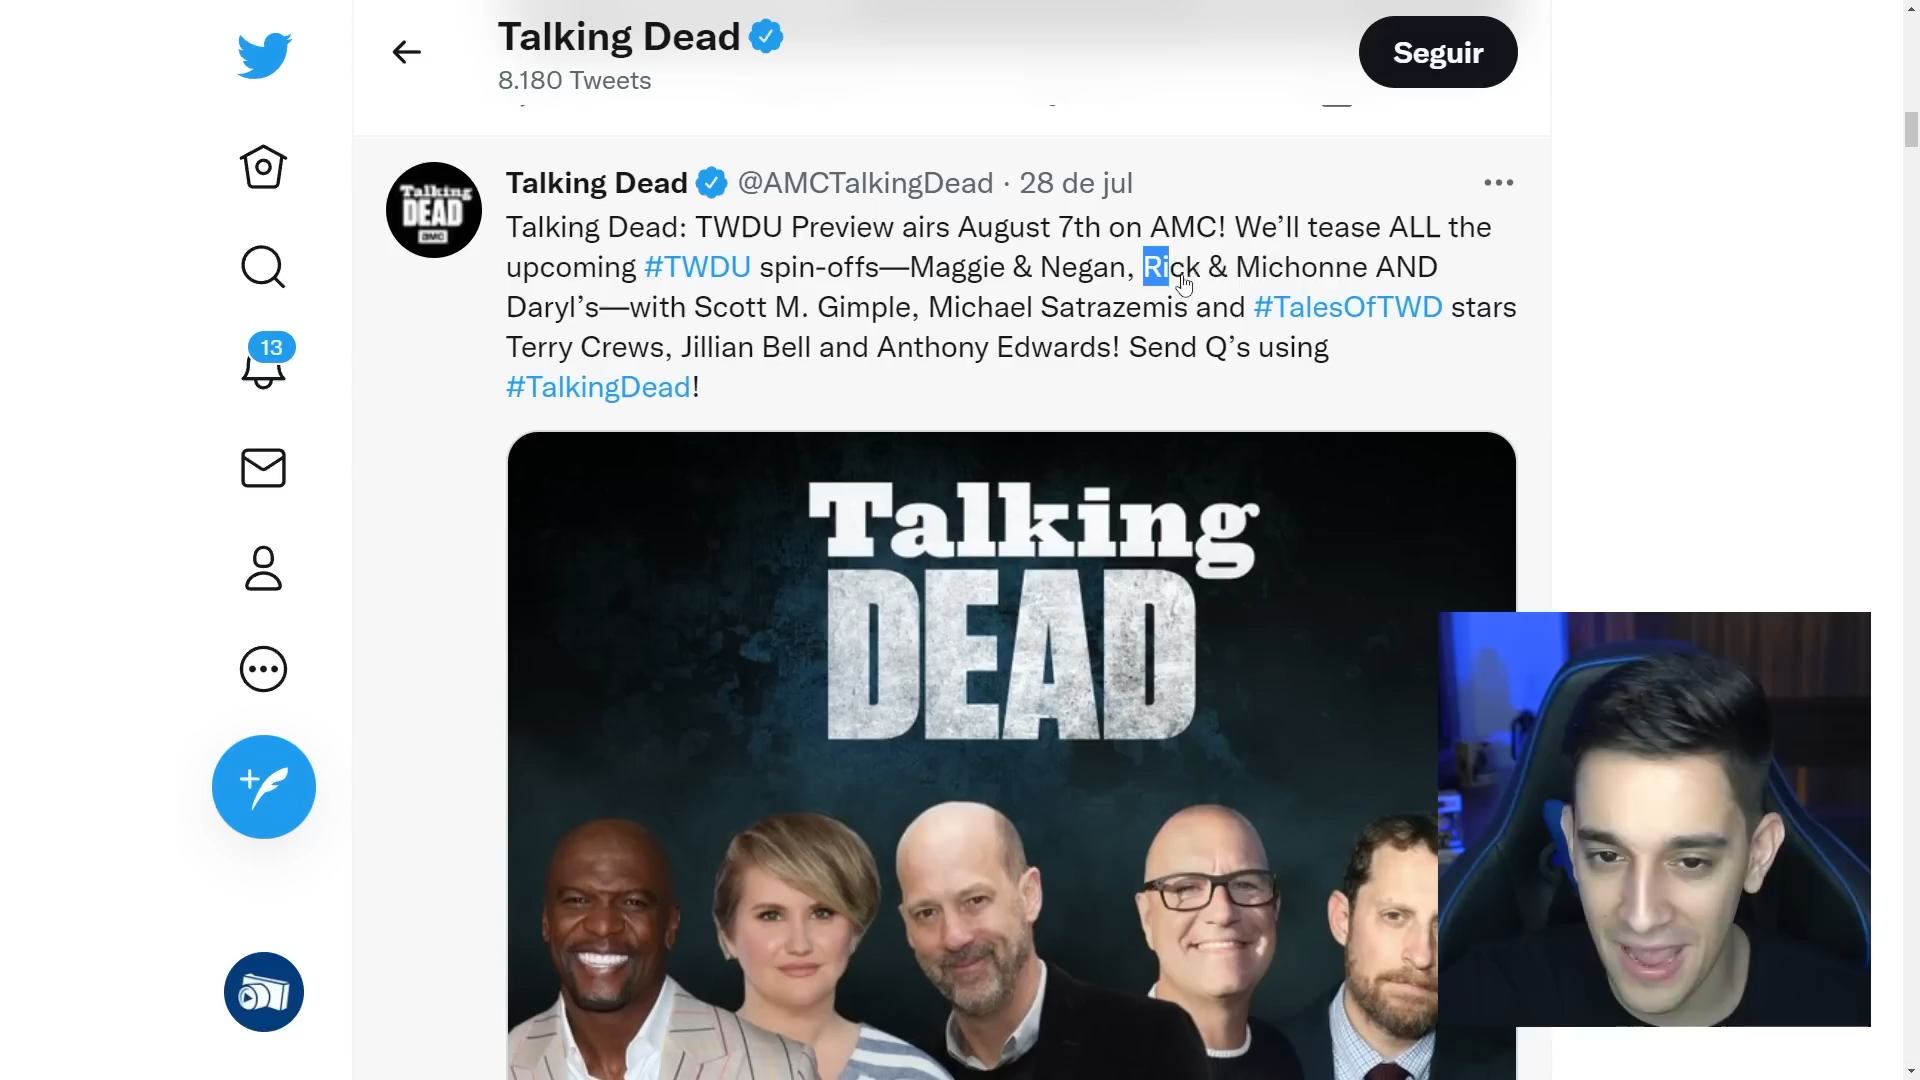 Talking Dead
8.180 Tweets
Seguir
Talking Dead @AMCTalkingDead · 28 de jul
Talking Dead: TWDU Preview airs August 7th on AMC! We’ll tease ALL the
upcoming #TWDU spin-offs—Maggie & Negan, Rick & Michonne AND
Daryl’s—with Scott M. Gimple, Michael Satrazemis and #TalesOfTWD stars
Terry Crews, Jillian Bell and Anthony Edwards! Send Q’s using
#TalkingDead!
13
Talking
DEAD
amc
Talking
DEAD